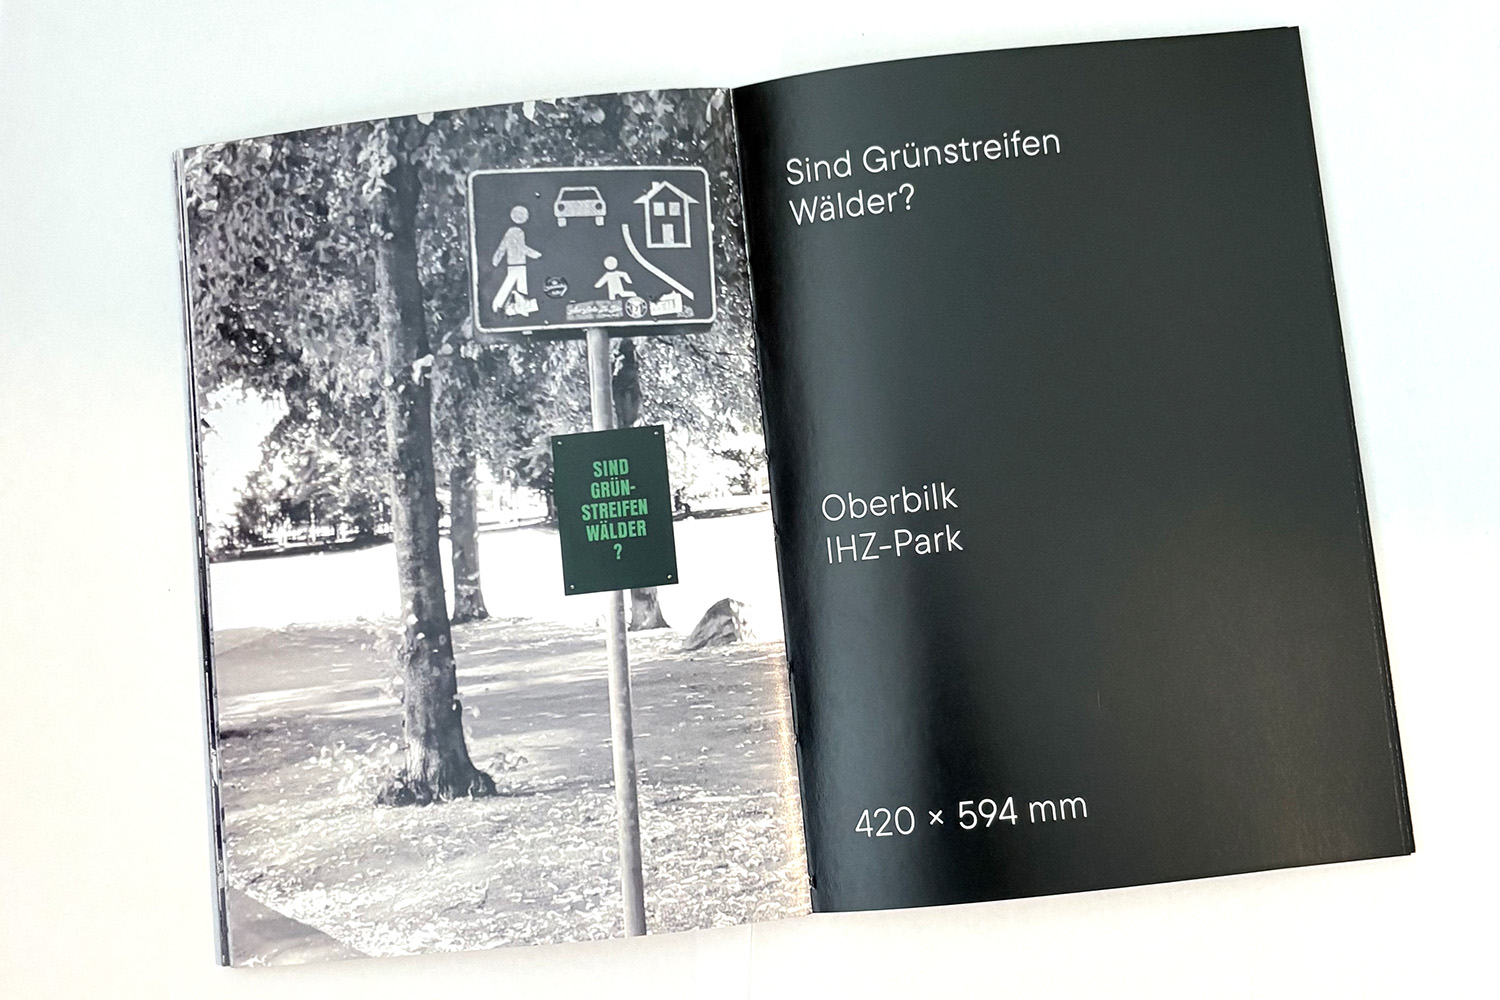 SIND
GRÜN-
STREIFEN
WÄLDER
?
Sind Grünstreifen
Wälder?
Oberbilk
IHZ-Park
420 × 594 mm